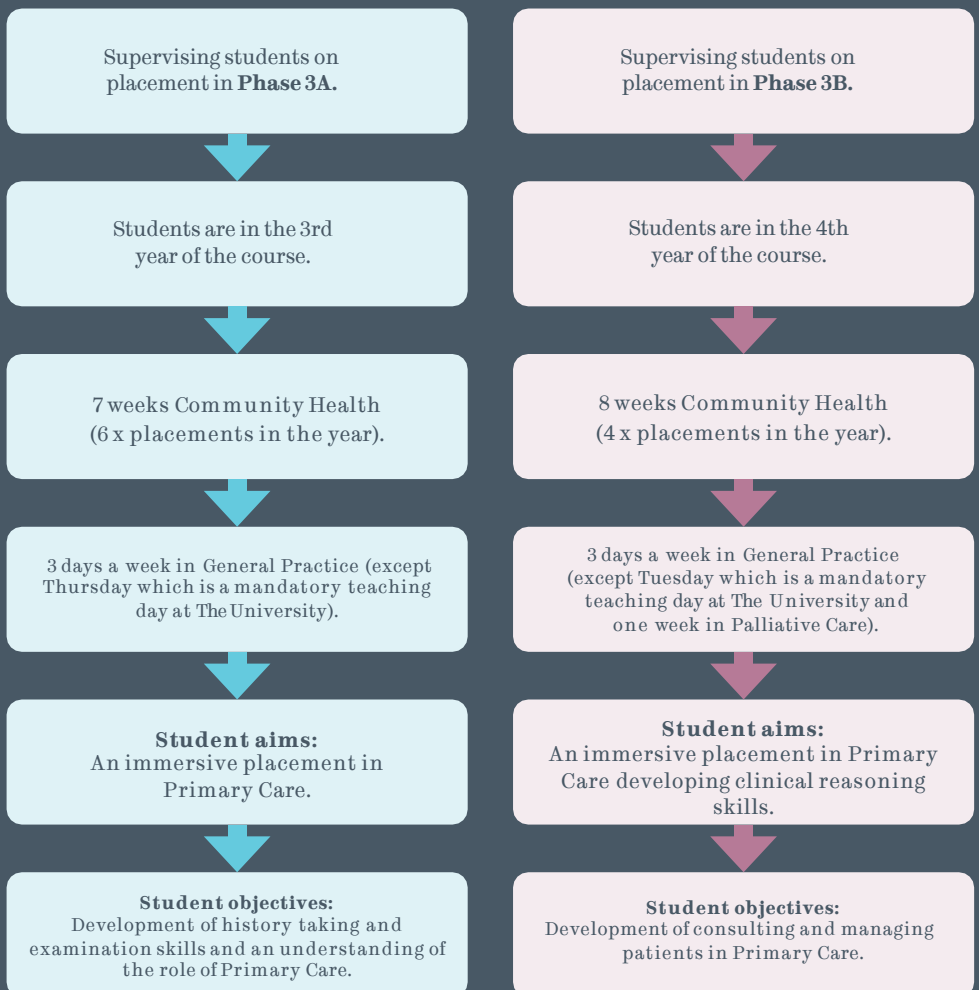 Supervising students on
placement in Phase 3A.
Students are in the 3rd
year of the course.
7 weeks Community Health
(6 x placements in the year).
3 days a week in General Practice (except
Thursday which is a mandatory teaching
day at The University).
Student aims:
An immersive placement in
Primary Care.
Student objectives:
Development of history taking and
examination skills and an understanding of
the role of Primary Care.
Supervising students on
placement in Phase 3B.
Students are in the 4th
year of the course.
8 weeks Community Health
(4 x placements in the year).
3 days a week in General Practice
(except Tuesday which is a mandatory
teaching day at The University and
one week in Palliative Care).
Student aims:
An immersive placement in Primary
Care developing clinical reasoning
skills.
Student objectives:
Development of consulting and managing
patients in Primary Care.